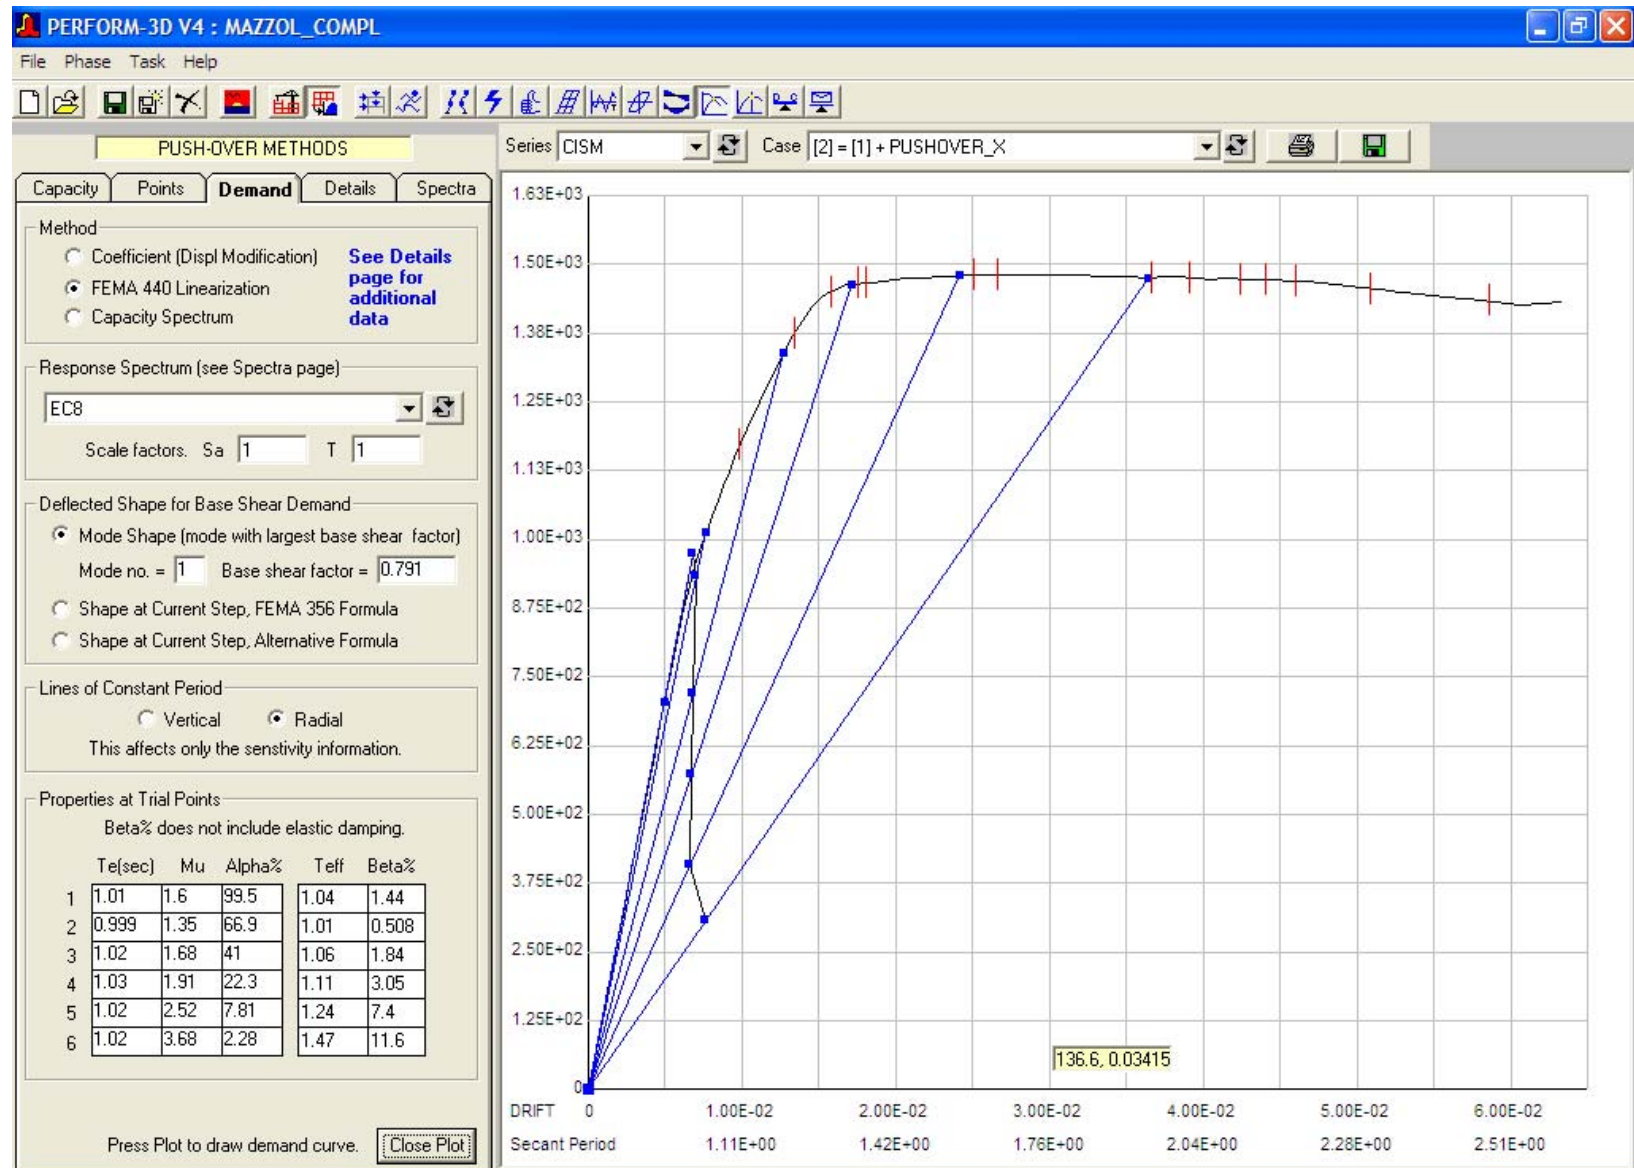 PERFORM-3D V4 : MAZZOL_COMPL
File Phase Task Help
PUSH-OVER METHODS
Series CISM Case [2] = [1] + PUSHOVER_X
Capacity Points Demand Details Spectra
Method
Coefficient (Displ Modification)
FEMA 440 Linearization
Capacity Spectrum
See Details
page for
additional
data
Response Spectrum (see Spectra page)
EC8
Scale factors. Sa 1 T 1
Deflected Shape for Base Shear Demand
Mode Shape (mode with largest base shear factor)
Mode no. = 1 Base shear factor = 0.791
Shape at Current Step, FEMA 356 Formula
Shape at Current Step, Alternative Formula
Lines of Constant Period
Vertical Radial
This affects only the senstivity information.
Properties at Trial Points
Beta% does not include elastic damping.
Te(sec) Mu Alpha% Teff Beta%
1 1.01 1.6 99.5 1.04 1.44
2 0.999 1.35 66.9 1.01 0.508
3 1.02 1.68 41 1.06 1.84
4 1.03 1.91 22.3 1.11 3.05
5 1.02 2.52 7.81 1.24 7.4
6 1.02 3.68 2.28 1.47 11.6
Press Plot to draw demand curve. Close Plot
1.63E+03
1.50E+03
1.38E+03
1.25E+03
1.13E+03
1.00E+03
8.75E+02
7.50E+02
6.25E+02
5.00E+02
3.75E+02
2.50E+02
1.25E+02
0
136.6, 0.03415
DRIFT 0 1.00E-02 2.00E-02 3.00E-02 4.00E-02 5.00E-02 6.00E-02
Secant Period 1.11E+00 1.42E+00 1.76E+00 2.04E+00 2.28E+00 2.51E+00